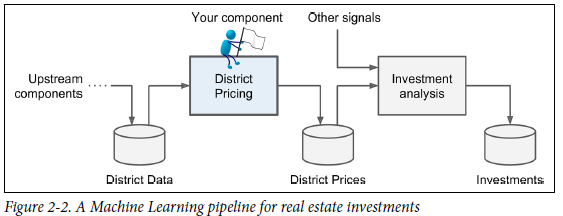 Your component
Other signals
Upstream
components
District
Pricing
Investment
analysis
District Data
District Prices
Investments
Figure 2-2. A Machine Learning pipeline for real estate investments